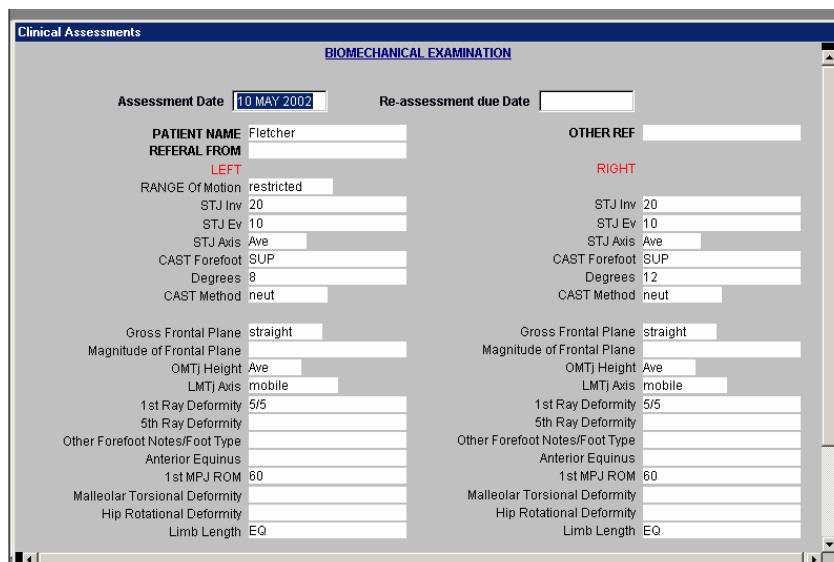 Clinical Assessments
BIOMECHANICAL EXAMINATION
Assessment Date 10 MAY 2002 Re-assessment due Date
PATIENT NAME Fletcher OTHER REF
REFERAL FROM
LEFT RIGHT
RANGE Of Motion restricted
STJ Inv 20 STJ Inv 20
STJ Ev 10 STJ Ev 10
STJ Axis Ave STJ Axis Ave
CAST Forefoot SUP CAST Forefoot SUP
Degrees 8 Degrees 12
CAST Method neut CAST Method neut
Gross Frontal Plane straight Gross Frontal Plane straight
Magnitude of Frontal Plane Magnitude of Frontal Plane
OMTj Height Ave OMTj Height Ave
LMTj Axis mobile LMTj Axis mobile
1st Ray Deformity 5/5 1st Ray Deformity 5/5
5th Ray Deformity 5th Ray Deformity
Other Forefoot Notes/Foot Type Other Forefoot Notes/Foot Type
Anterior Equinus Anterior Equinus
1st MPJ ROM 60 1st MPJ ROM 60
Malleolar Torsional Deformity Malleolar Torsional Deformity
Hip Rotational Deformity Hip Rotational Deformity
Limb Length EQ Limb Length EQ